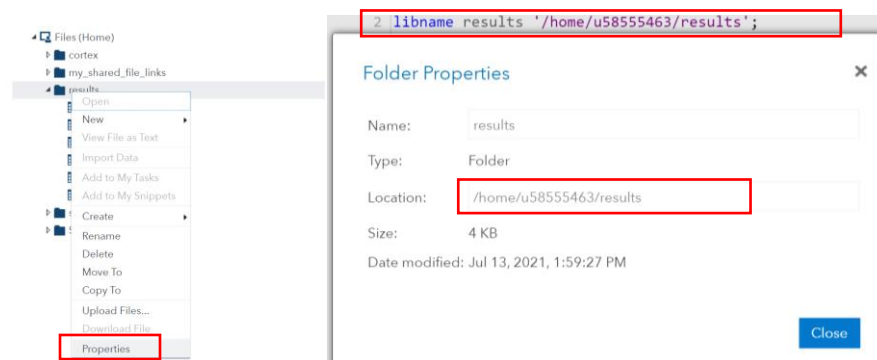 Files (Home)
cortex
my_shared_file_links
results
Open
New
View File as Text
Import Data
Add to My Tasks
Add to My Snippets
Create
Rename
Delete
Move To
Copy To
Upload Files...
Download File
Properties
2 libname results '/home/u58555463/results';
Folder Properties
Name: results
Type: Folder
Location: /home/u58555463/results
Size: 4 KB
Date modified: Jul 13, 2021, 1:59:27 PM
Close